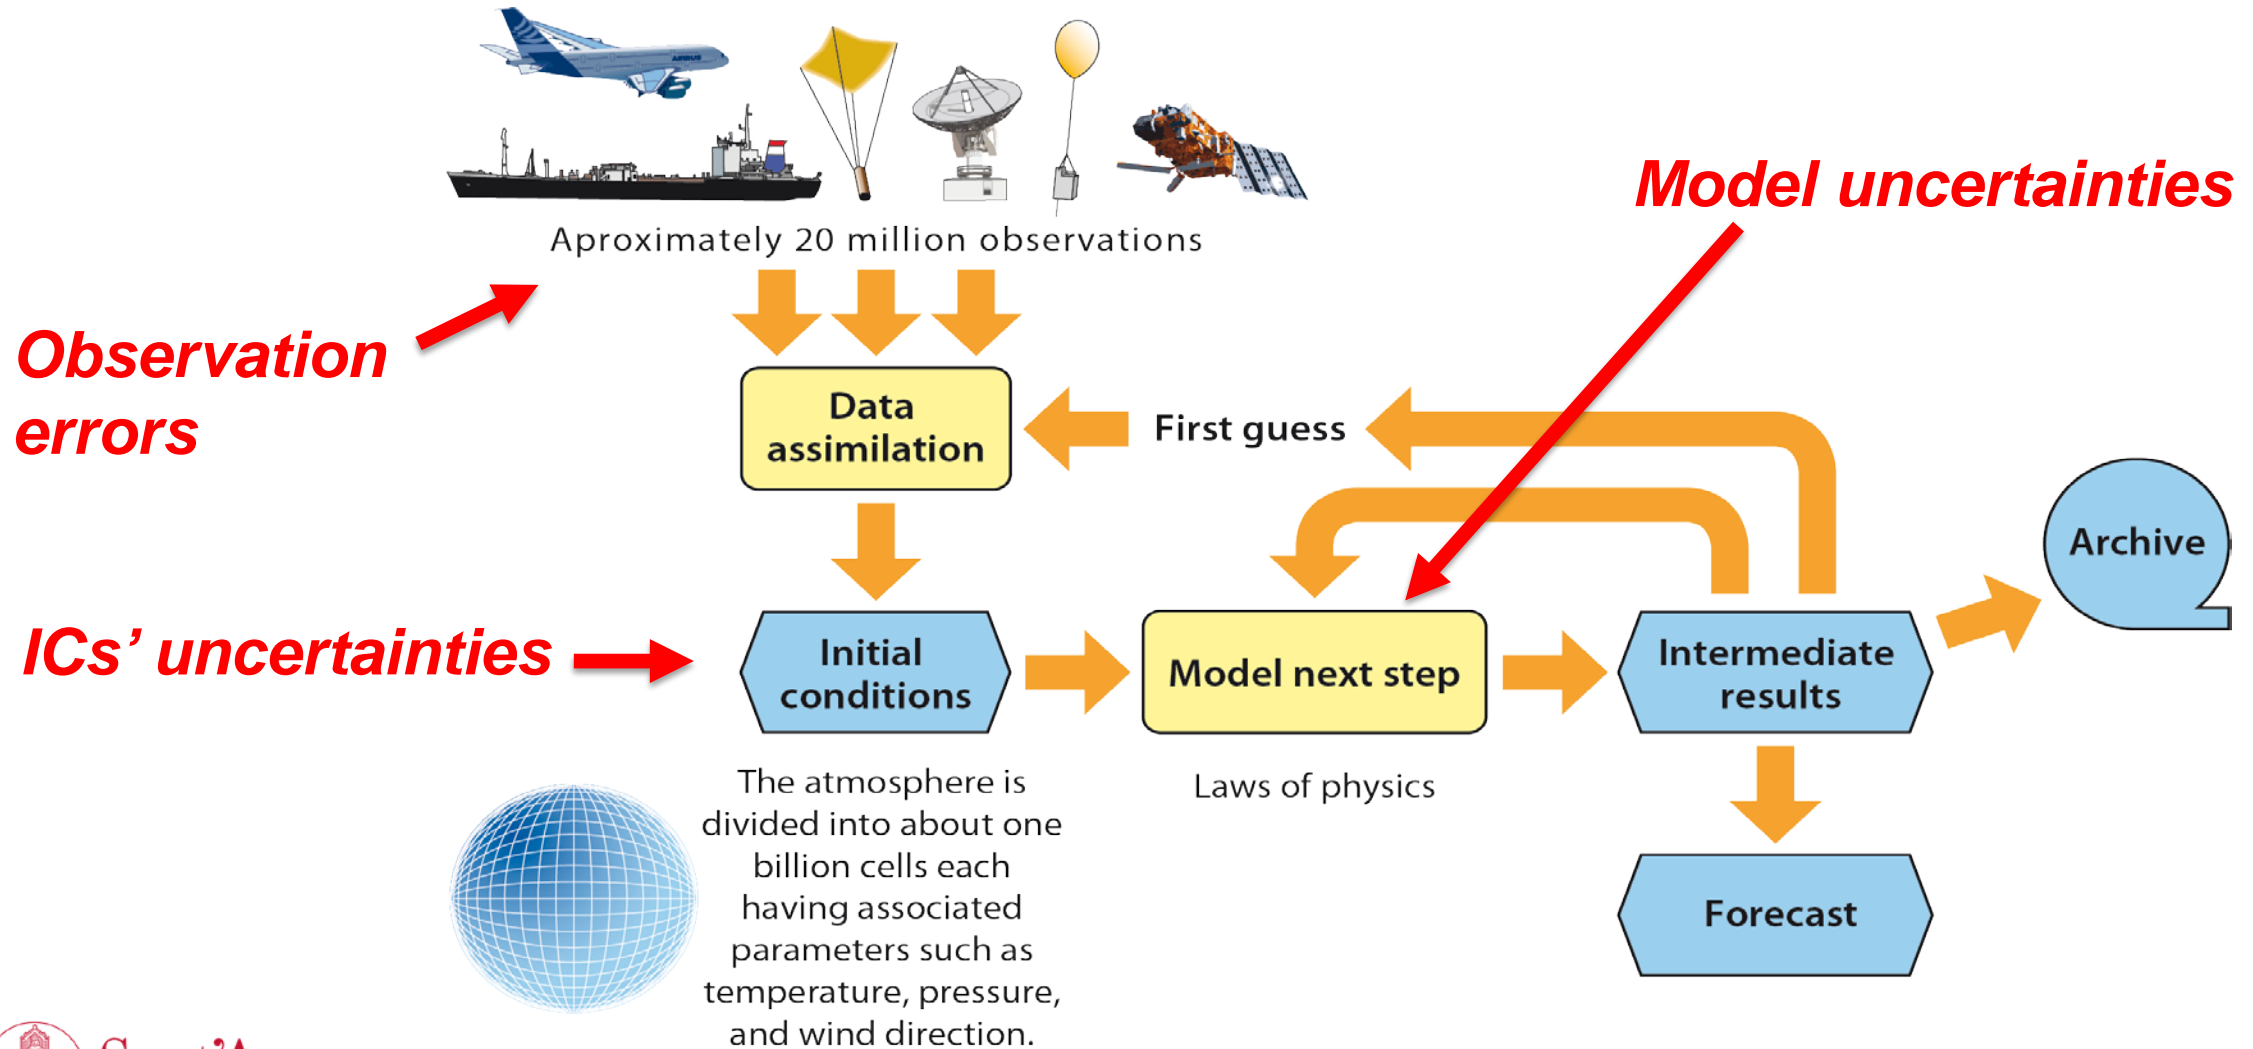 AIRBUS
Aproximately 20 million observations
Model uncertainties
Observation
errors
Data
assimilation
First guess
Archive
ICs’ uncertainties
Initial
conditions
Model next step
Intermediate
results
The atmosphere is
divided into about one
billion cells each
having associated
parameters such as
temperature, pressure,
and wind direction.
Laws of physics
Forecast